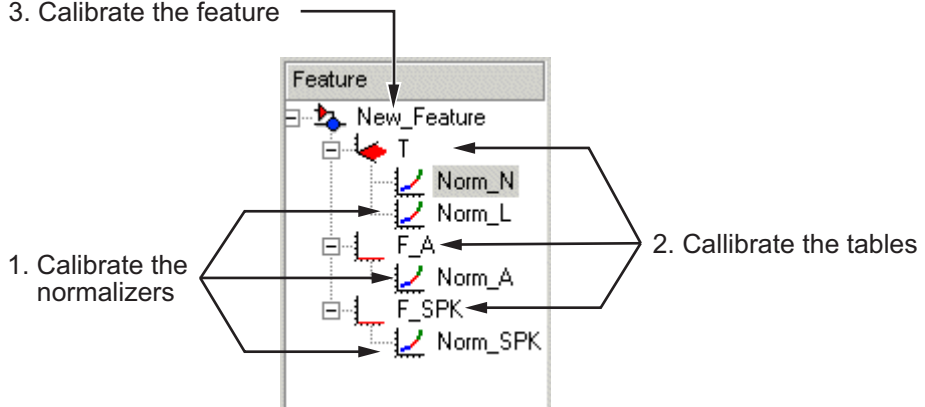 3. Calibrate the feature
Feature
New_Feature
T
Norm_N
Norm_L
F_A
Norm_A
F_SPK
Norm_SPK
1. Calibrate the
normalizers
2. Callibrate the tables